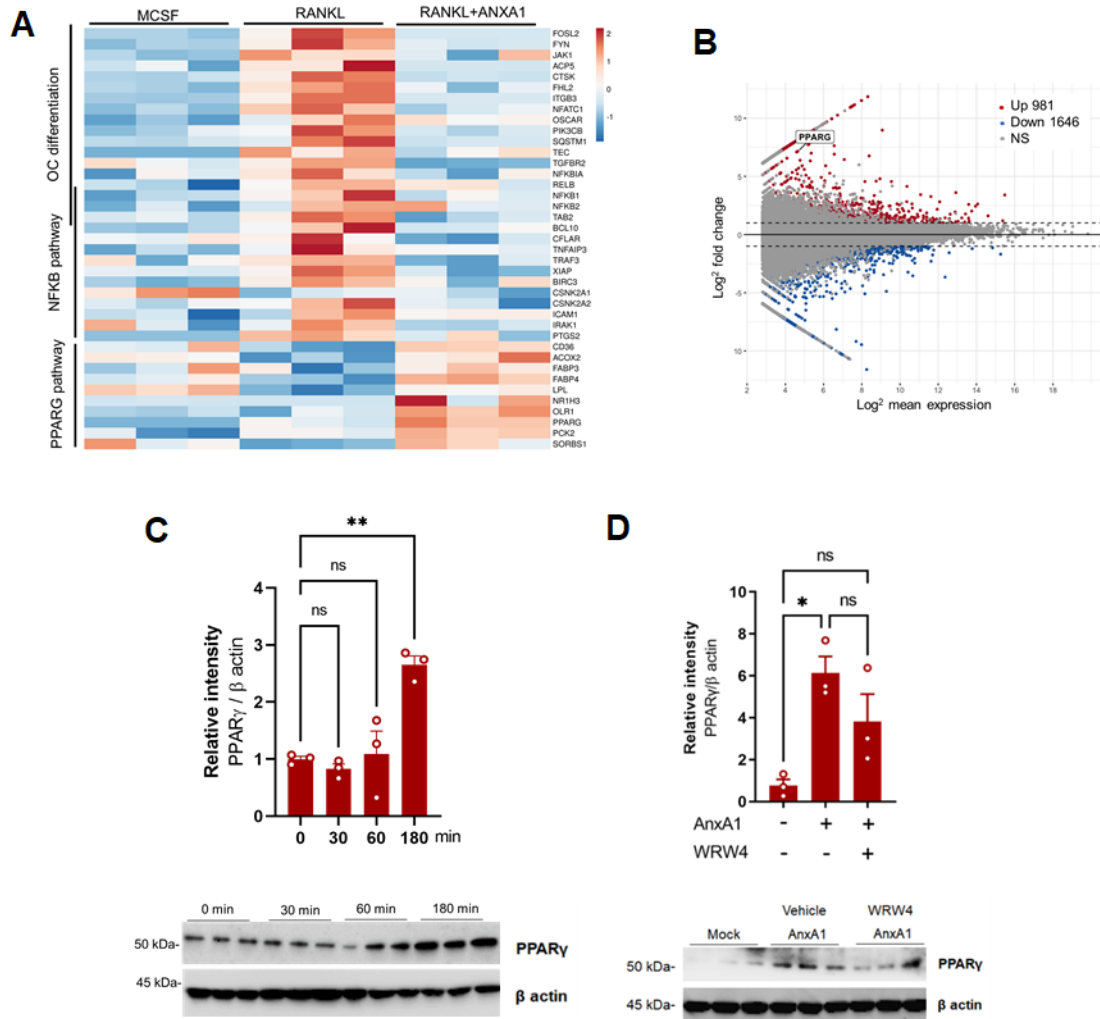 A
MCSF
RANKL
RANKL+ANXA1
OC differentiation
NFKB pathway
PPARG pathway
FOSL2
FYN
JAK1
ACP5
CTSK
FHL2
ITGB3
NFATC1
OSCAR
PIK3CB
SQSTM1
TEC
TGFBR2
NFKBIA
RELB
NFKB1
NFKB2
TAB2
BCL10
CFLAR
TNFAIP3
TRAF3
XIAP
BIRC3
CSNK2A1
CSNK2A2
ICAM1
IRAK1
PTGS2
CD36
ACOX2
FABP3
FABP4
LPL
NR1H3
OLR1
PPARG
PCK2
SORBS1
2
1
0
-1
B
Up 981
Down 1646
NS
PPARG
Log2 fold change
10
5
0
-5
10
2 4 6 8 10 12 14 16 18
Log2 mean expression
C
**
ns
ns
Relative intensity
PPARγ / β actin
4
3
2
1
0
0 30 60 180 min
0 min 30 min 60 min 180 min
50 kDa- PPARγ
45 kDa- β actin
D
ns
* ns
Relative intensity
PPARγ/β actin
10
8
6
4
2
0
AnxA1 - + +
WRW4 - - +
Vehicle WRW4
Mock AnxA1 AnxA1
50 kDa- PPARγ
45 kDa- β actin